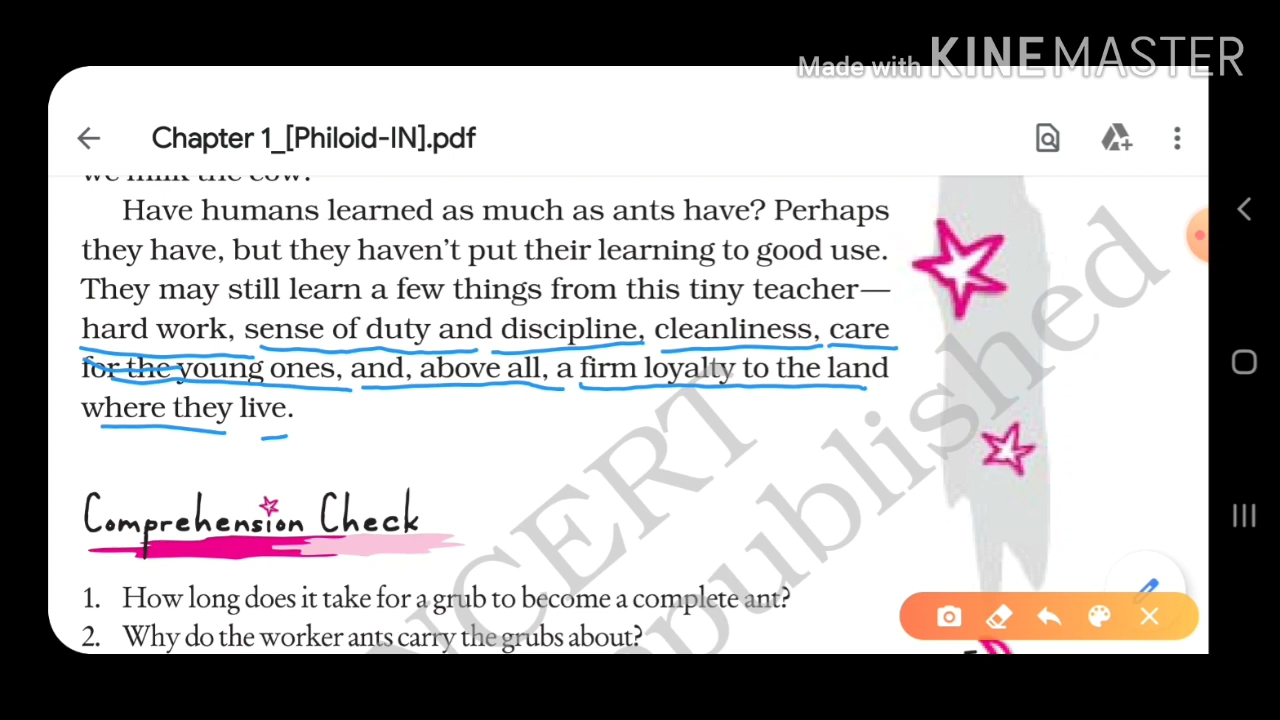 Made with KINEMASTER
Chapter 1_[Philoid-IN].pdf
we milk the cow.
Have humans learned as much as ants have? Perhaps
they have, but they haven't put their learning to good use.
They may still learn a few things from this tiny teacher—
hard work, sense of duty and discipline, cleanliness, care
for the young ones, and, above all, a firm loyalty to the land
where they live.
Comprehension Check
1. How long does it take for a grub to become a complete ant?
2. Why do the worker ants carry the grubs about?
NCERT
published